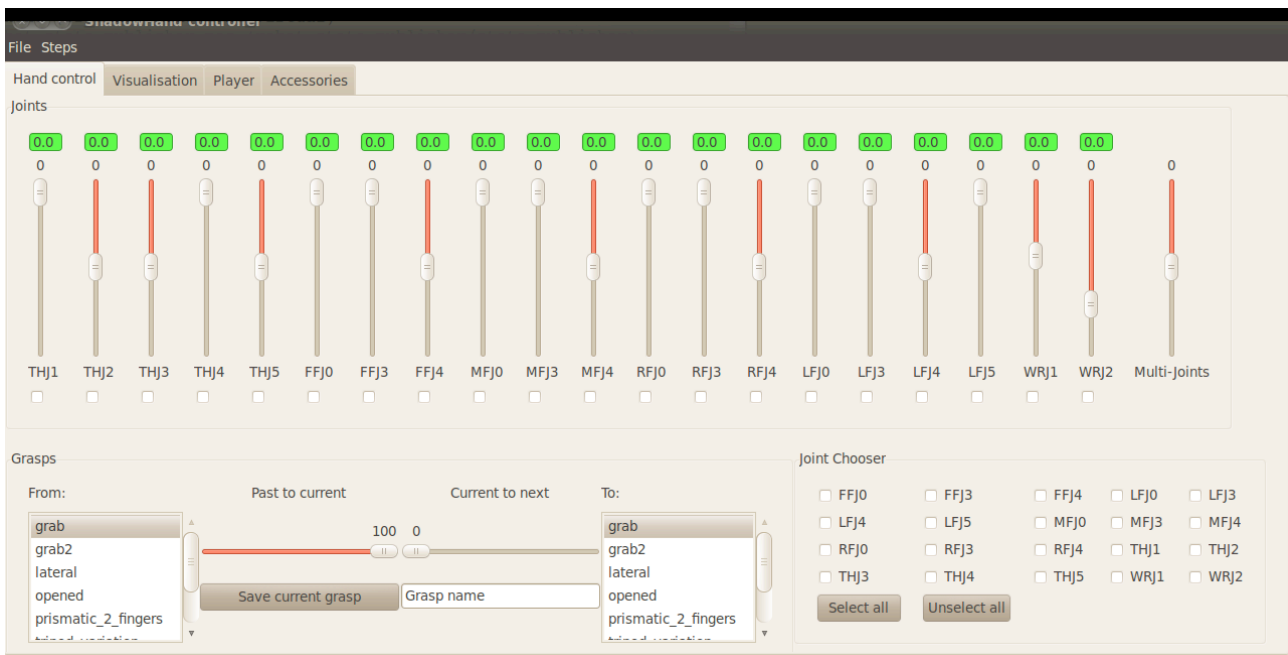 ShadowHand controller
File Steps
Hand control Visualisation Player Accessories
Joints
0.0 0.0 0.0 0.0 0.0 0.0 0.0 0.0 0.0 0.0 0.0 0.0 0.0 0.0 0.0 0.0 0.0 0.0 0.0 0.0
0 0 0 0 0 0 0 0 0 0 0 0 0 0 0 0 0 0 0 0 0
THJ1 THJ2 THJ3 THJ4 THJ5 FFJ0 FFJ3 FFJ4 MFJ0 MFJ3 MFJ4 RFJ0 RFJ3 RFJ4 LFJ0 LFJ3 LFJ4 LFJ5 WRJ1 WRJ2 Multi-Joints
Grasps
From: Past to current Current to next To:
grab 100 0 grab
grab2 grab2
lateral lateral
opened Save current grasp Grasp name opened
prismatic_2_fingers prismatic_2_fingers
tripod_variation tripod_variation
Joint Chooser
FFJ0 FFJ3 FFJ4 LFJ0 LFJ3
LFJ4 LFJ5 MFJ0 MFJ3 MFJ4
RFJ0 RFJ3 RFJ4 THJ1 THJ2
THJ3 THJ4 THJ5 WRJ1 WRJ2
Select all Unselect all